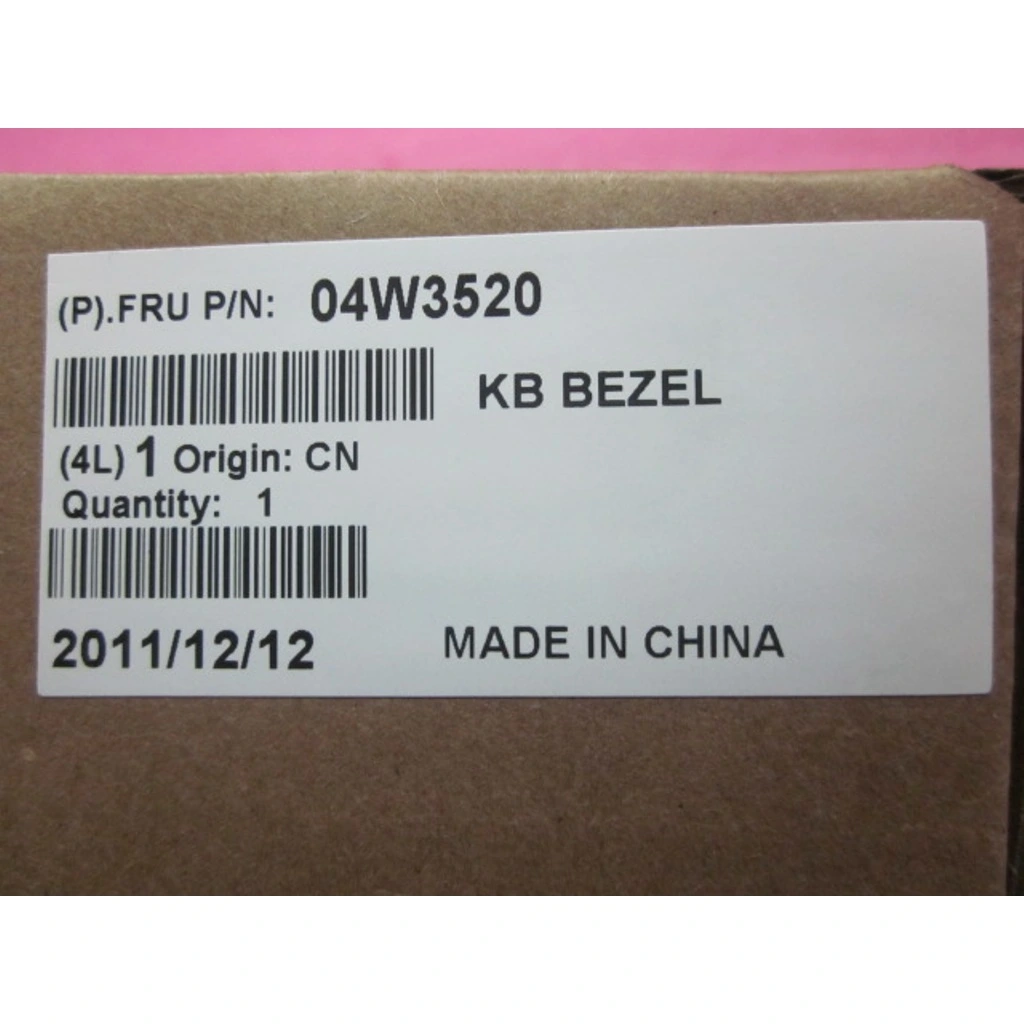 (P).FRU P/N: 04W3520
KB BEZEL
(4L) 1 Origin: CN
Quantity: 1
2011/12/12 MADE IN CHINA